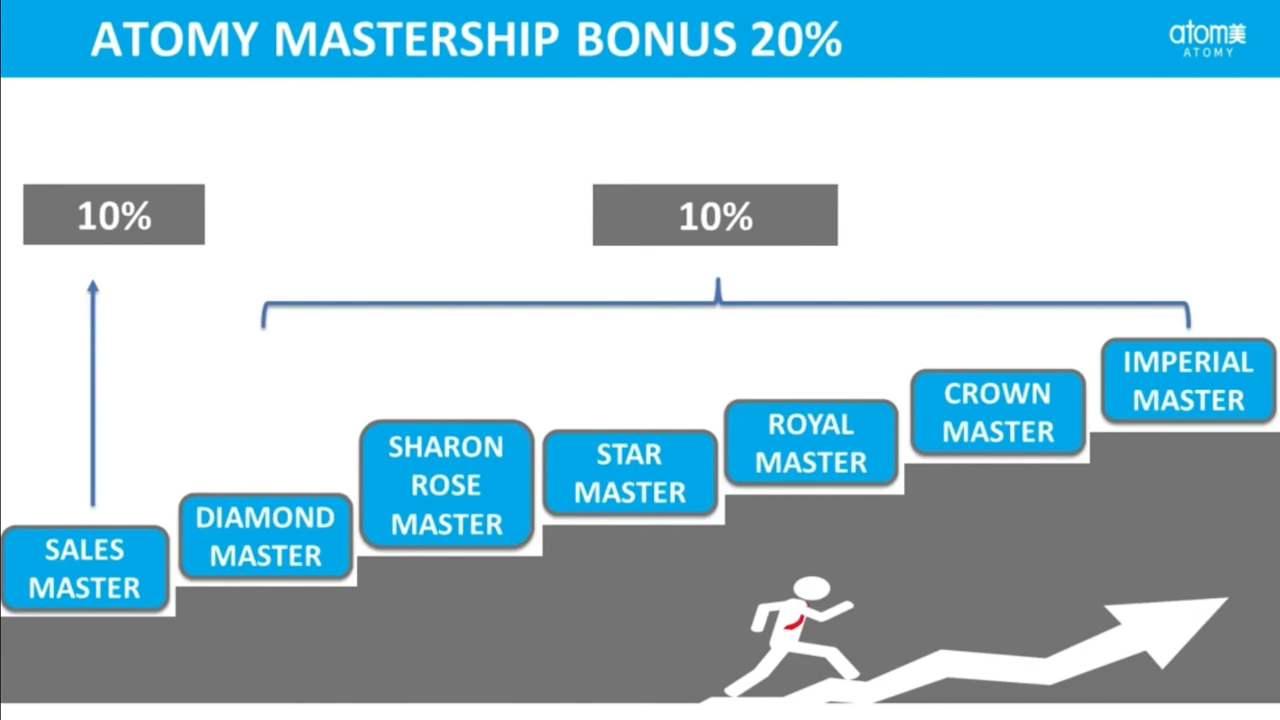 ATOMY MASTERSHIP BONUS 20%
atom美
ATOMY
10%
10%
SALES
MASTER
DIAMOND
MASTER
SHARON
ROSE
MASTER
STAR
MASTER
ROYAL
MASTER
CROWN
MASTER
IMPERIAL
MASTER